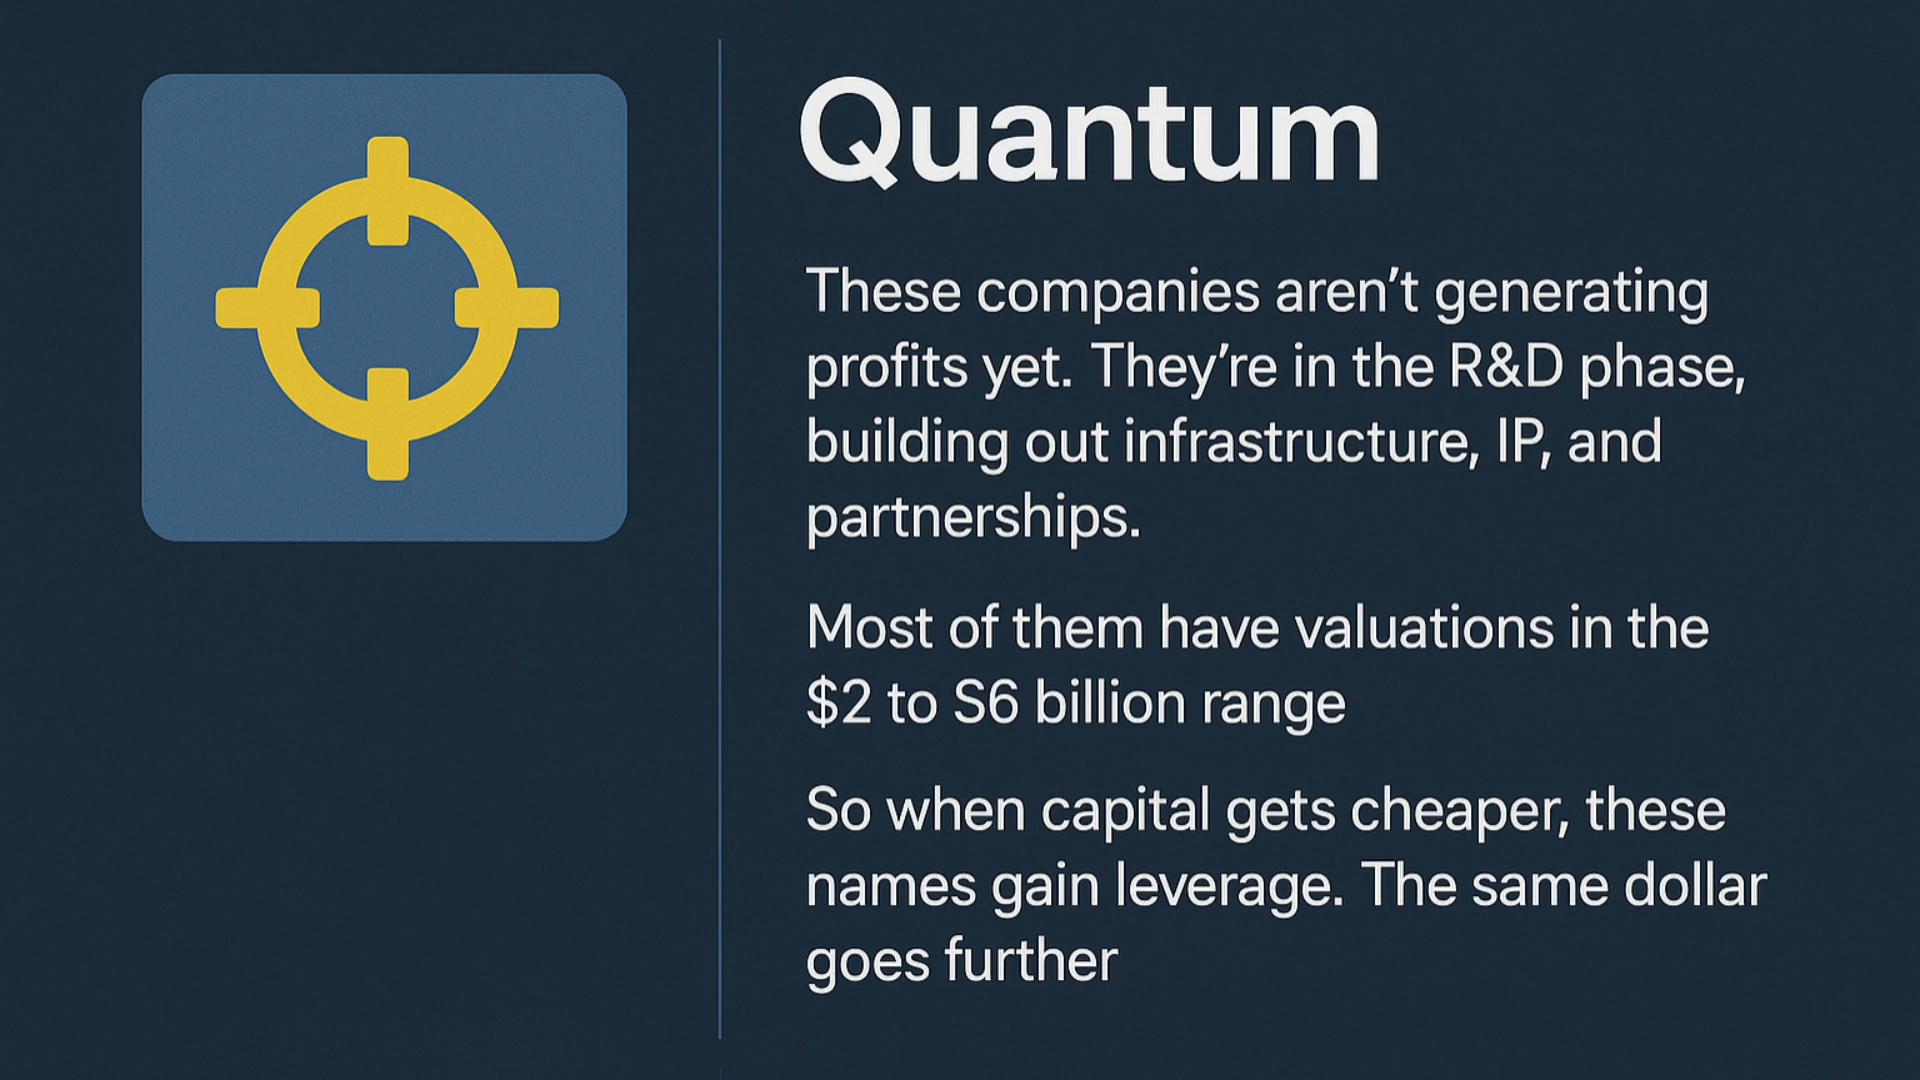 Quantum
These companies aren’t generating
profits yet. They’re in the R&D phase,
building out infrastructure, IP, and
partnerships.
Most of them have valuations in the
$2 to S6 billion range
So when capital gets cheaper, these
names gain leverage. The same dollar
goes further